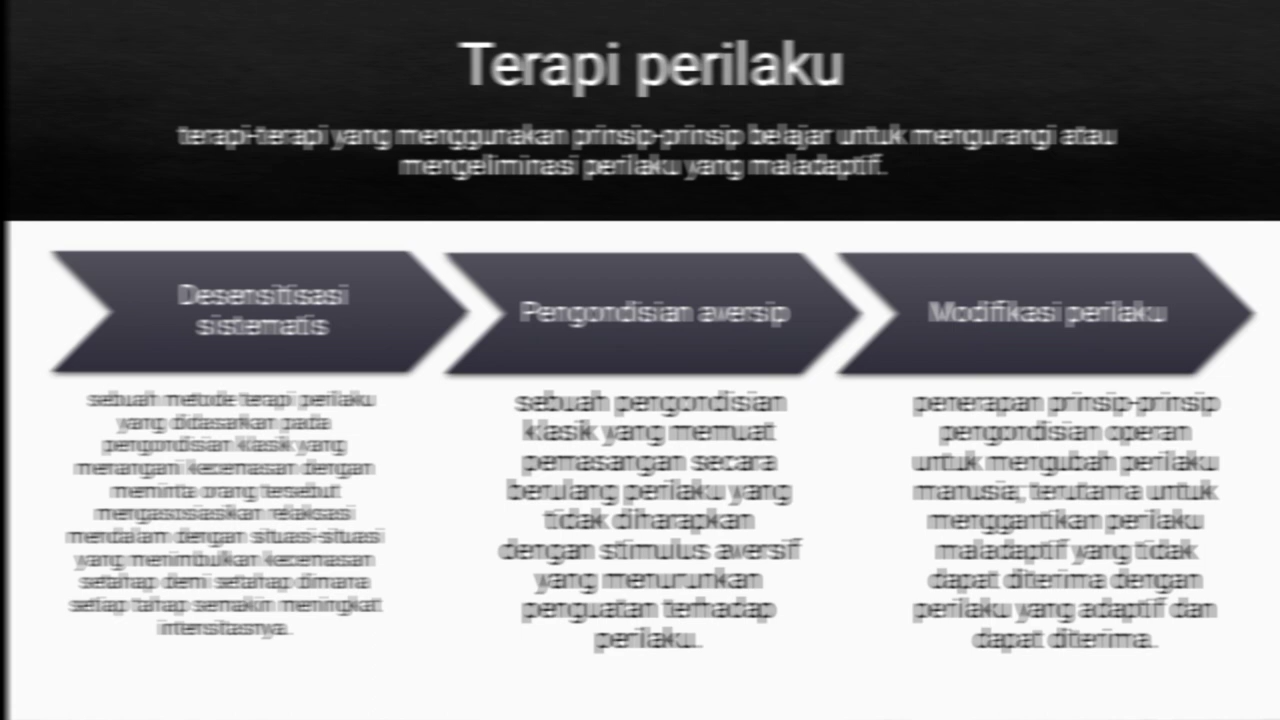 Terapi perilaku
terapi-terapi yang menggunakan prinsip-prinsip belajar untuk mengurangi atau
mengeliminasi perilaku yang maladaptif.
Desensitisasi
sistematis
sebuah metode terapi perilaku
yang didasarkan pada
pengondisian klasik yang
menangani kecemasan dengan
meminta orang tersebut
mengasosiasikan relaksasi
mendalam dengan situasi-situasi
yang menimbulkan kecemasan
setahap demi setahap dimana
setiap tahap semakin meningkat
intensitasnya.
Pengondisian aversip
sebuah pengondisian
klasik yang memuat
pemasangan secara
berulang perilaku yang
tidak diharapkan
dengan stimulus aversif
yang menurunkan
penguatan terhadap
perilaku.
Modifikasi perilaku
penerapan prinsip-prinsip
pengondisian operan
untuk mengubah perilaku
manusia, terutama untuk
menggantikan perilaku
maladaptif yang tidak
dapat diterima dengan
perilaku yang adaptif dan
dapat diterima.